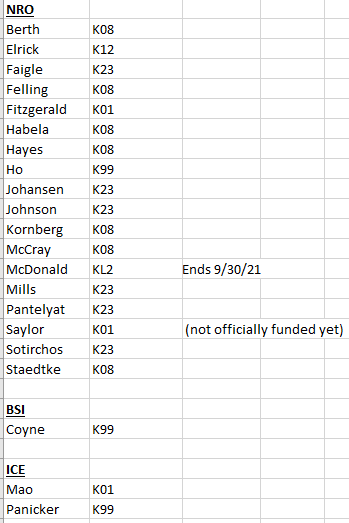 NRO
Berth K08
Elrick K12
Faigle K23
Felling K08
Fitzgerald K01
Habela K08
Hayes K08
Ho K99
Johansen K23
Johnson K23
Kornberg K08
McCray K08
McDonald KL2 Ends 9/30/21
Mills K23
Pantelyat K23
Saylor K01 (not officially funded yet)
Sotirchos K23
Staedtke K08
BSI
Coyne K99
ICE
Mao K01
Panicker K99